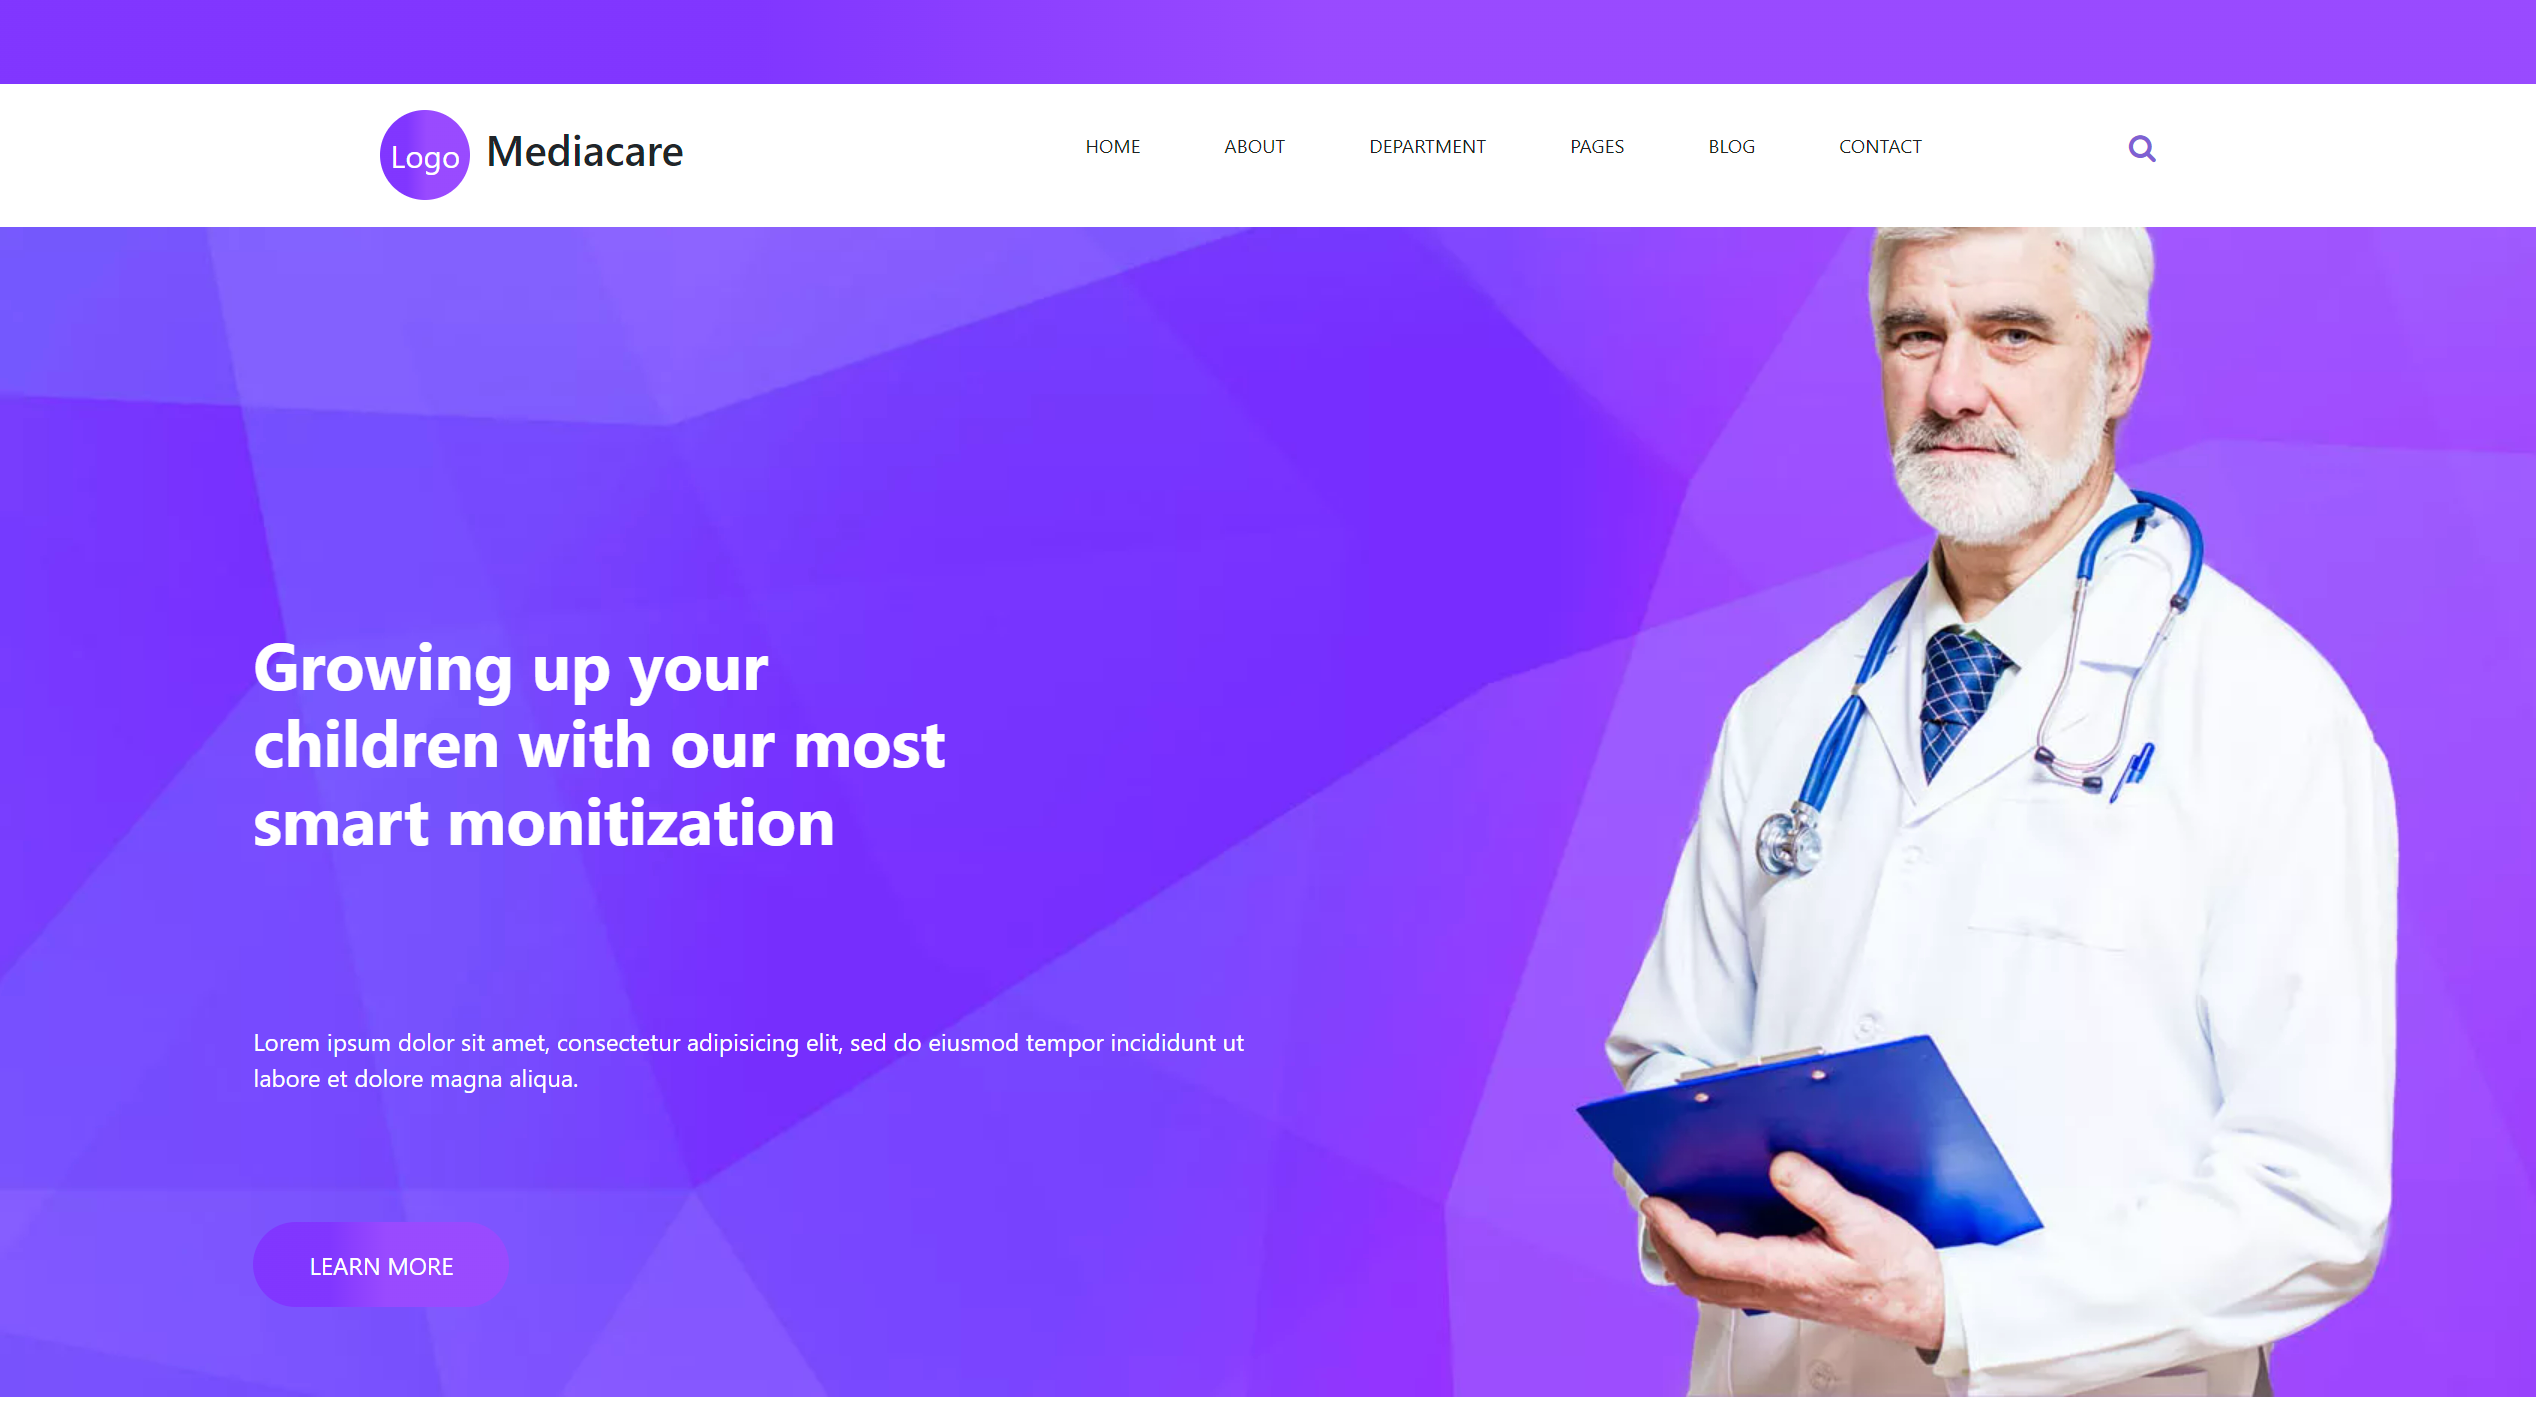 Logo Mediacare HOME ABOUT DEPARTMENT PAGES BLOG CONTACT
Growing up your
children with our most
smart monitization
Lorem ipsum dolor sit amet, consectetur adipisicing elit, sed do eiusmod tempor incididunt ut
labore et dolore magna aliqua.
LEARN MORE